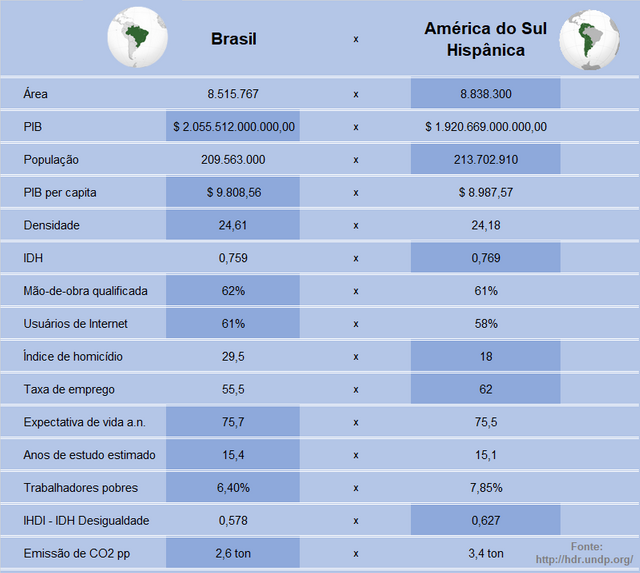 Brasil x América do Sul Hispânica
Área 8.515.767 x 8.838.300
PIB $ 2.055.512.000.000,00 x $ 1.920.669.000.000,00
População 209.563.000 x 213.702.910
PIB per capita $ 9.808,56 x $ 8.987,57
Densidade 24,61 x 24,18
IDH 0,759 x 0,769
Mão-de-obra qualificada 62% x 61%
Usuários de Internet 61% x 58%
Índice de homicídio 29,5 x 18
Taxa de emprego 55,5 x 62
Expectativa de vida a.n. 75,7 x 75,5
Anos de estudo estimado 15,4 x 15,1
Trabalhadores pobres 6,40% x 7,85%
IHDI - IDH Desigualdade 0,578 x 0,627
Emissão de CO2 pp 2,6 ton x 3,4 ton
Fonte:
http://hdr.undp.org/